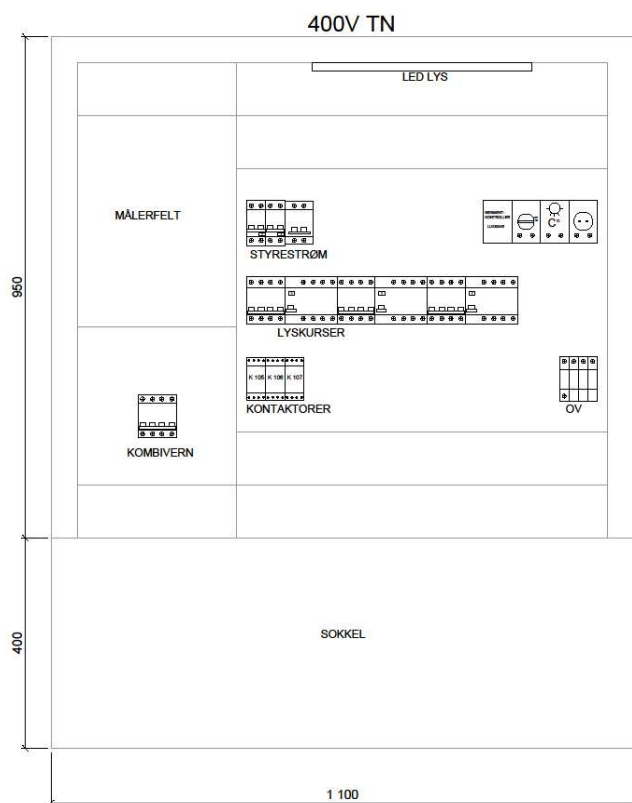 400V TN
LED LYS
MÅLERFELT
STYRESTRØM
C°
950
LYSKURSER
K 105 K 106 K 107
KONTAKTORER
OV
KOMBIVERN
SOKKEL
400
1 100